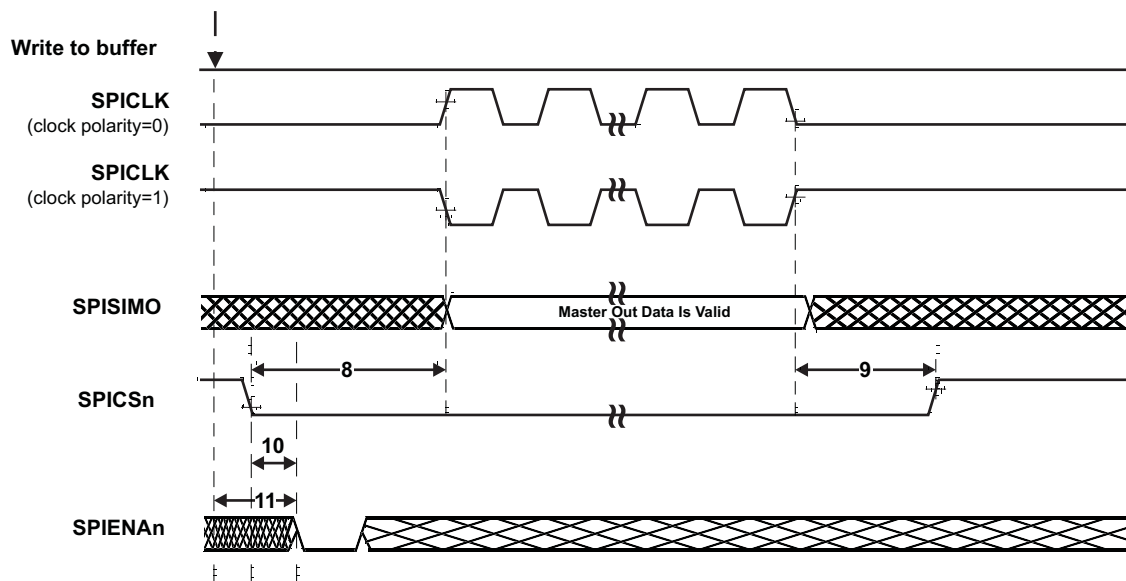 Write to buffer
SPICLK
(clock polarity=0)
SPICLK
(clock polarity=1)
SPISIMO
Master Out Data Is Valid
8
9
SPICSn
10
11
SPIENAn